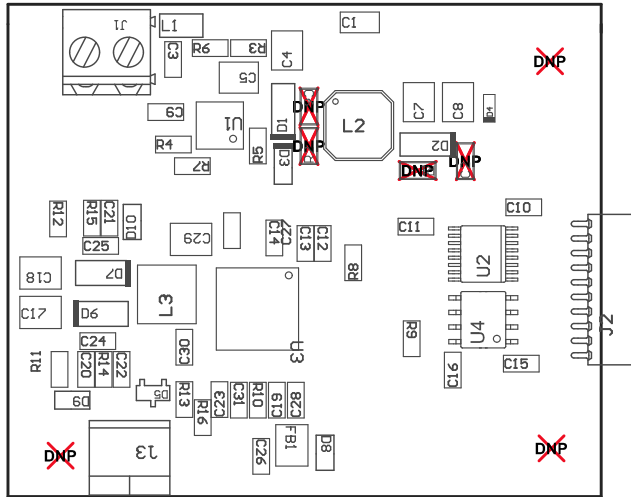 J1
L1
C1
C3
R6
R3
C4
C5
DNP
C7
C8
D4
C9
U1
D1
DNP
L2
R4
R5
D3
DNP
D2
DNP
R7
DNP
R12
R15
C21
D10
C25
C29
C14
C27
C13
C12
C10
C11
R8
U2
C18
D7
L3
C17
D6
U3
U4
J2
R9
C24
C30
R11
C20
R14
C22
C16
C15
D9
D5
R13
R16
C23
C31
R10
C19
C28
J3
FB1
D8
C26
DNP
DNP